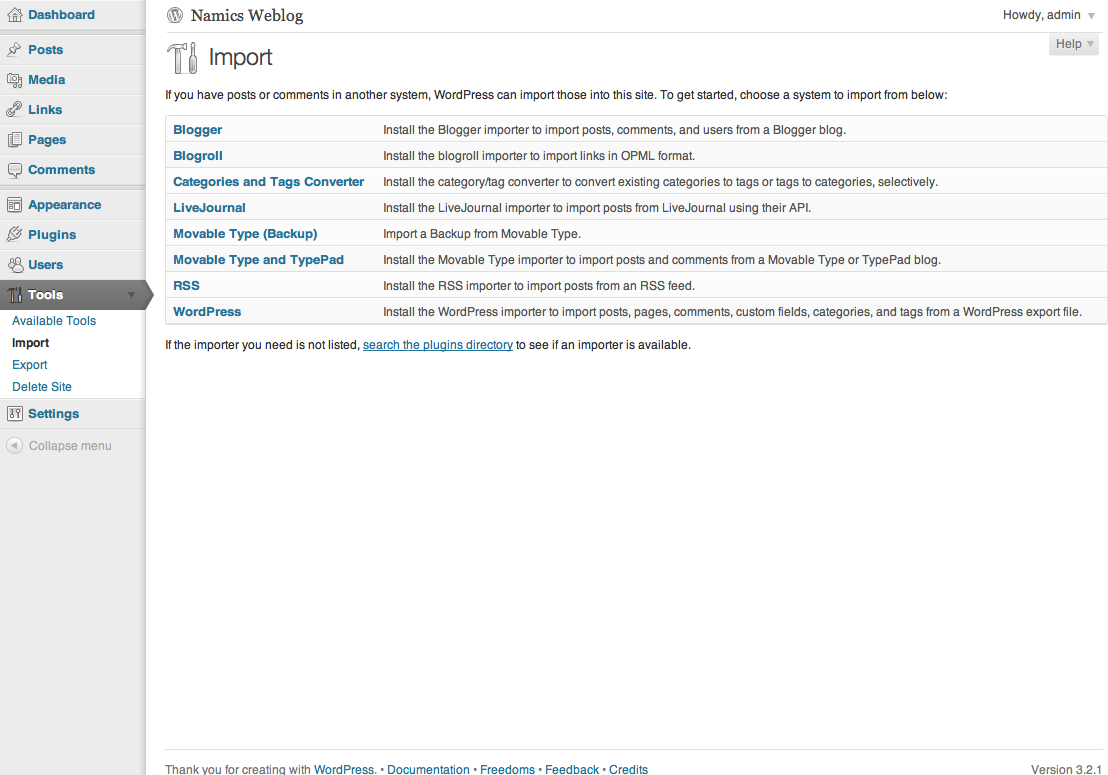 Dashboard
Posts
Media
Links
Pages
Comments
Appearance
Plugins
Users
Tools
Available Tools
Import
Export
Delete Site
Settings
Collapse menu
Namics Weblog
Howdy, admin
Help
Import
If you have posts or comments in another system, WordPress can import those into this site. To get started, choose a system to import from below:
Blogger Install the Blogger importer to import posts, comments, and users from a Blogger blog.
Blogroll Install the blogroll importer to import links in OPML format.
Categories and Tags Converter Install the category/tag converter to convert existing categories to tags or tags to categories, selectively.
LiveJournal Install the LiveJournal importer to import posts from LiveJournal using their API.
Movable Type (Backup) Import a Backup from Movable Type.
Movable Type and TypePad Install the Movable Type importer to import posts and comments from a Movable Type or TypePad blog.
RSS Install the RSS importer to import posts from an RSS feed.
WordPress Install the WordPress importer to import posts, pages, comments, custom fields, categories, and tags from a WordPress export file.
If the importer you need is not listed, search the plugins directory to see if an importer is available.
Thank you for creating with WordPress. • Documentation • Freedoms • Feedback • Credits
Version 3.2.1